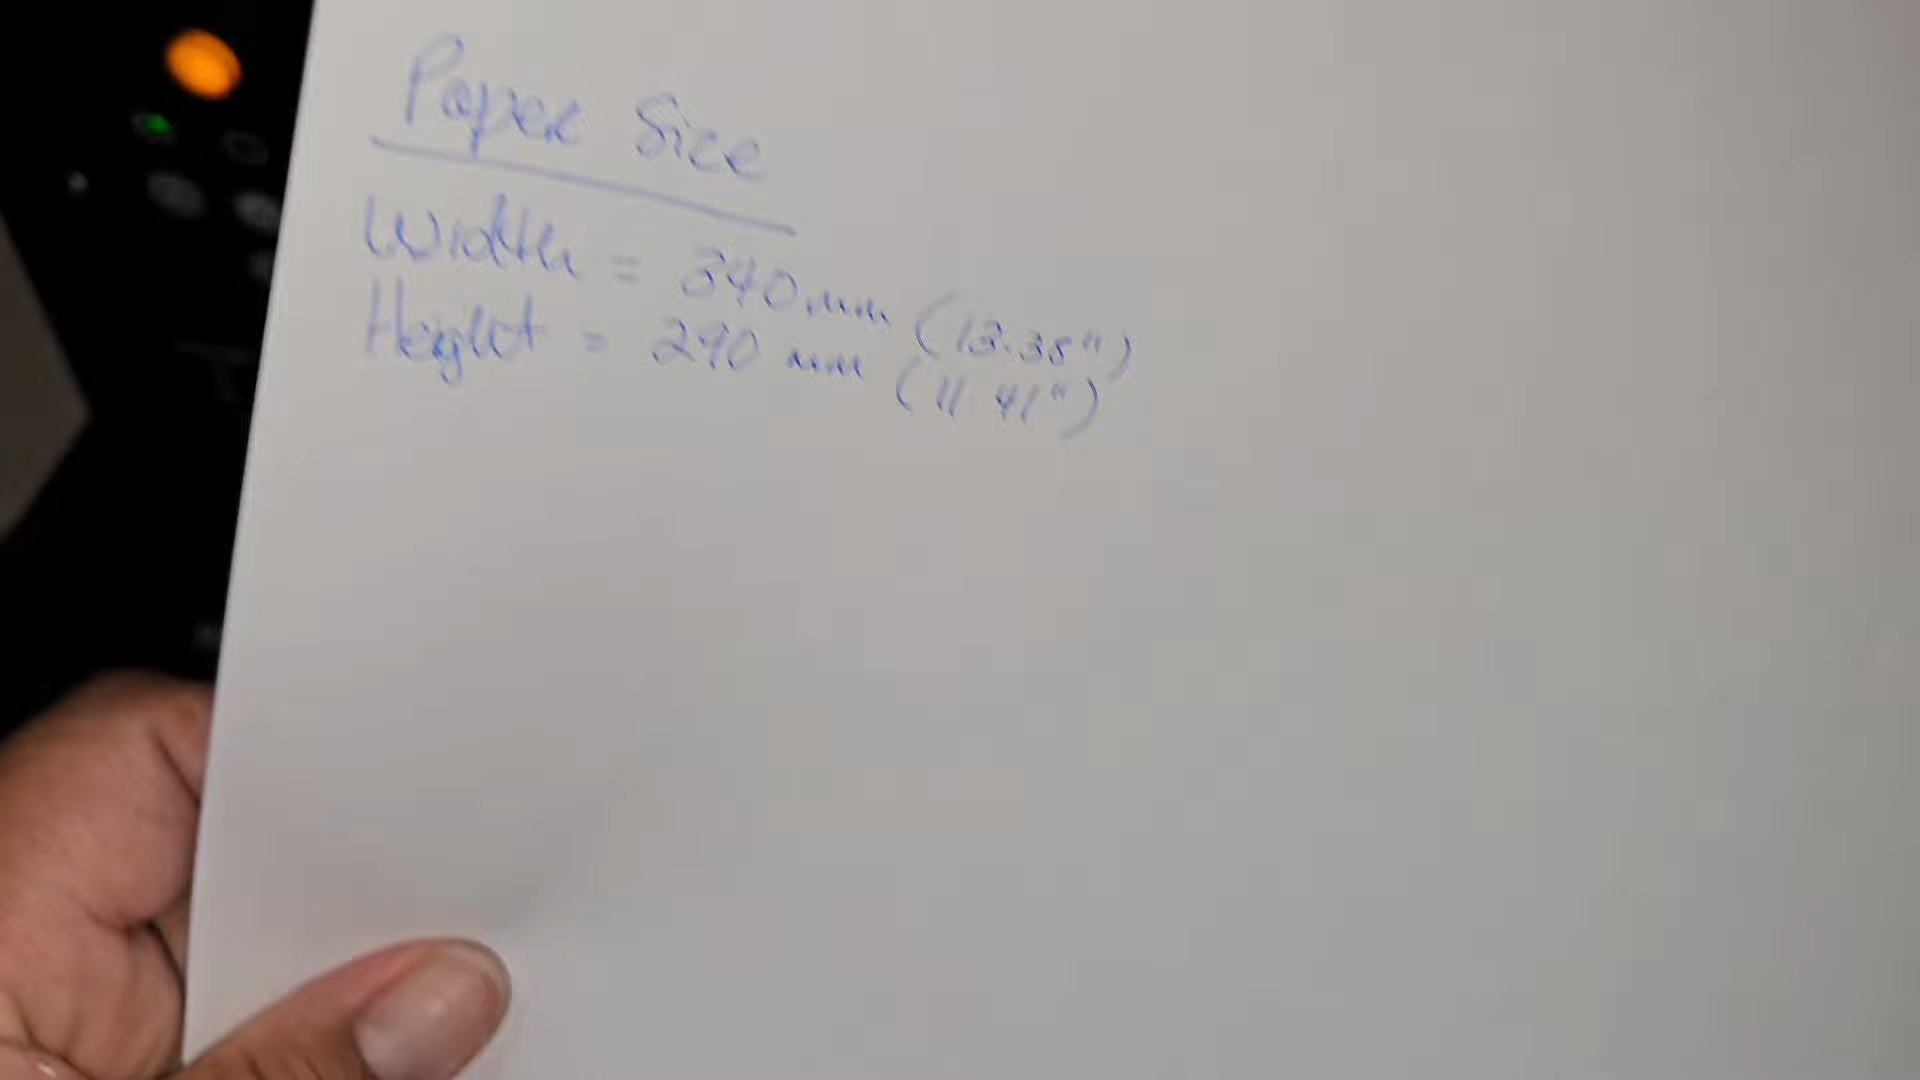 Paper Size
Width = 340mm (13.38")
Height = 290 mm (11.41")